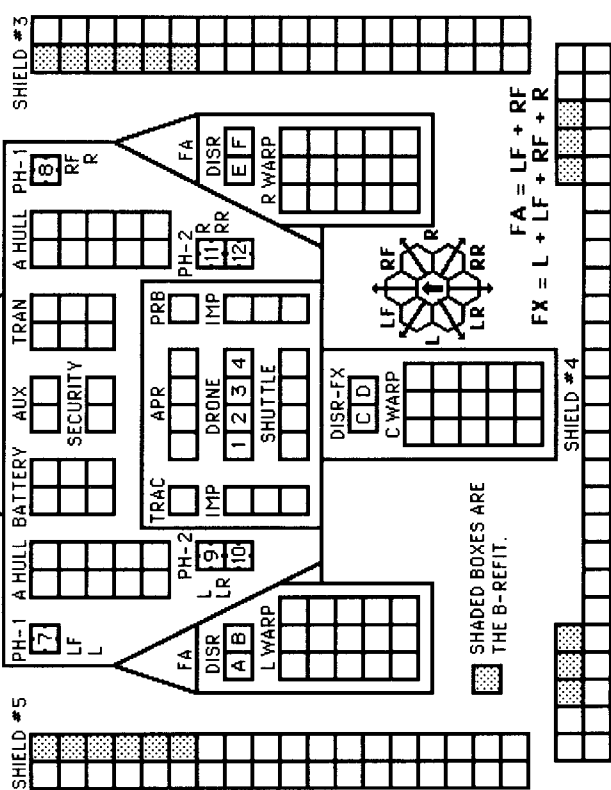 SHIELD #5
SHIELD #3
PH-1
7
LF
L
A HULL
BATTERY
AUX
SECURITY
TRAN
A HULL
PH-1
8
RF
R
PH-2
L 9
LR 10
TRAC
APR
PRB
PH-2
11 R
12 RR
IMP
DRONE
1 2 3 4
IMP
SHUTTLE
FA
DISR
A B
L WARP
FA
DISR
E F
R WARP
DISR-FX
C D
C WARP
LF
RF
L
R
LR
RR
SHADED BOXES ARE
THE B-REFIT.
FA = LF + RF
FX = L + LF + RF + R
SHIELD #4